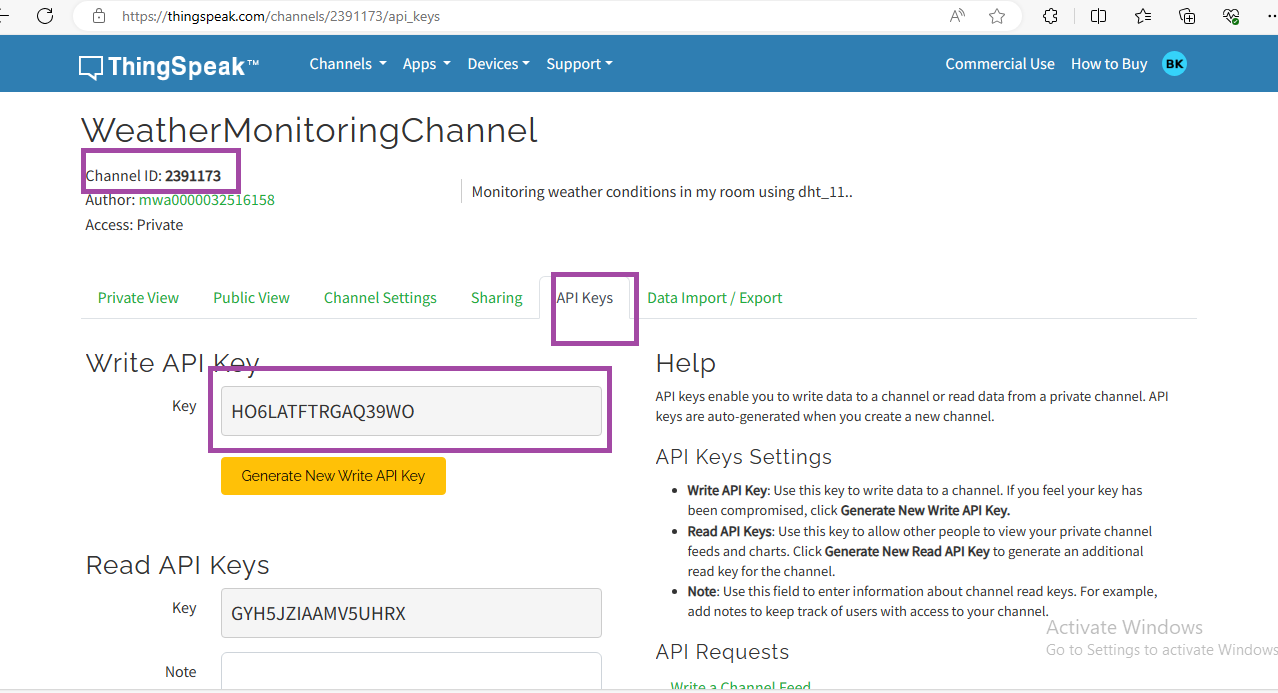 https://thingspeak.com/channels/2391173/api_keys
ThingSpeak™ Channels Apps Devices Support Commercial Use How to Buy BK
WeatherMonitoringChannel
Channel ID: 2391173
Author: mwa0000032516158
Access: Private
Monitoring weather conditions in my room using dht_11..
Private View Public View Channel Settings Sharing API Keys Data Import / Export
Write API Key
Key HO6LATFTRGAQ39WO
Generate New Write API Key
Read API Keys
Key GYH5JZIAAMV5UHRX
Note
Help
API keys enable you to write data to a channel or read data from a private channel. API
keys are auto-generated when you create a new channel.
API Keys Settings
• Write API Key: Use this key to write data to a channel. If you feel your key has
been compromised, click Generate New Write API Key.
• Read API Keys: Use this key to allow other people to view your private channel
feeds and charts. Click Generate New Read API Key to generate an additional
read key for the channel.
• Note: Use this field to enter information about channel read keys. For example,
add notes to keep track of users with access to your channel.
API Requests
Write a Channel Feed
Activate Windows
Go to Settings to activate Windows